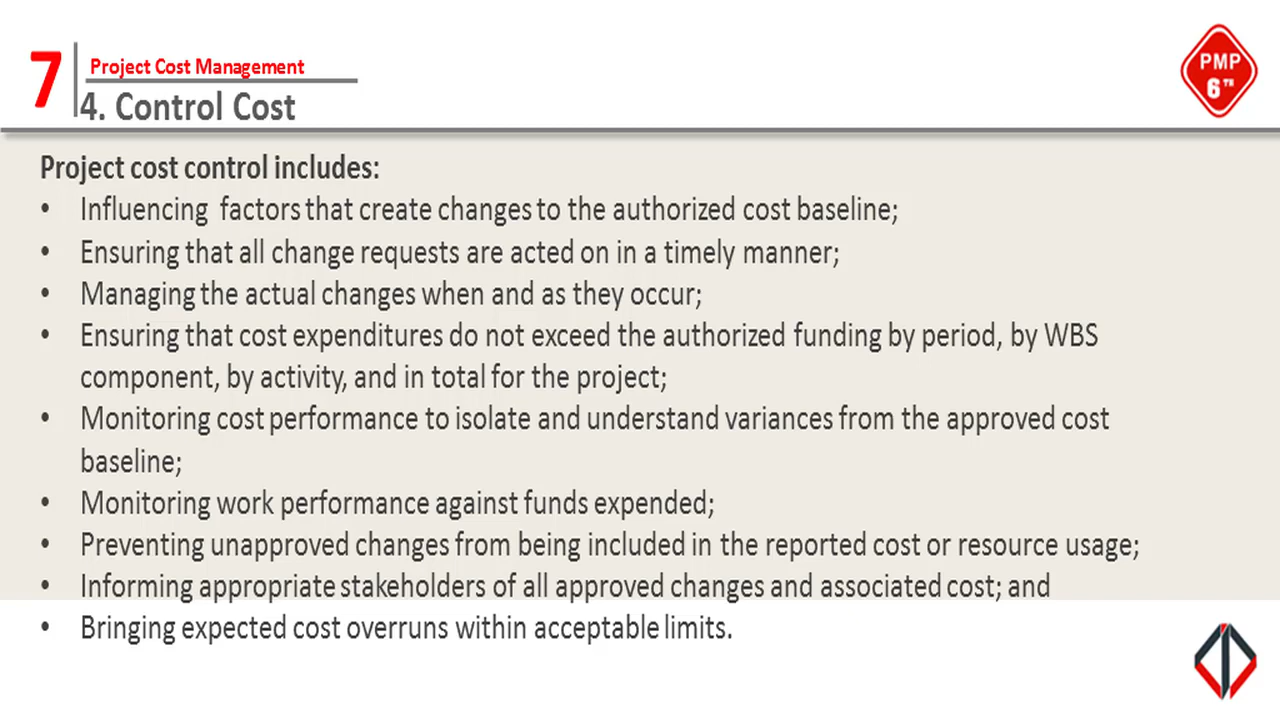 7
Project Cost Management
4. Control Cost
PMP
6TH
Project cost control includes:
• Influencing factors that create changes to the authorized cost baseline;
• Ensuring that all change requests are acted on in a timely manner;
• Managing the actual changes when and as they occur;
• Ensuring that cost expenditures do not exceed the authorized funding by period, by WBS
component, by activity, and in total for the project;
• Monitoring cost performance to isolate and understand variances from the approved cost
baseline;
• Monitoring work performance against funds expended;
• Preventing unapproved changes from being included in the reported cost or resource usage;
• Informing appropriate stakeholders of all approved changes and associated cost; and
• Bringing expected cost overruns within acceptable limits.